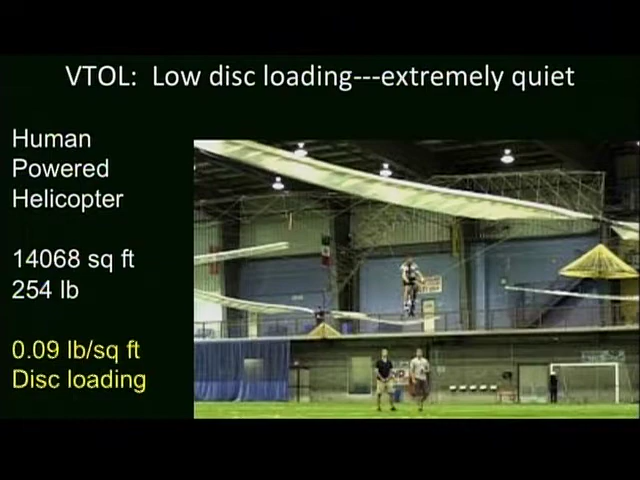 VTOL:  Low disc loading---extremely quiet
Human
Powered
Helicopter
14068 sq ft
254 lb
0.09 lb/sq ft
Disc loading